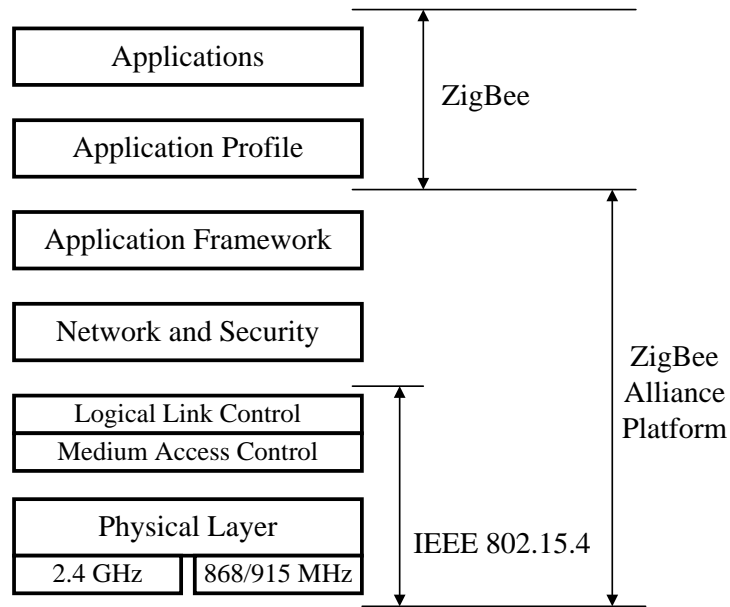 Applications
ZigBee
Application Profile
Application Framework
Network and Security
ZigBee
Alliance
Platform
Logical Link Control
Medium Access Control
Physical Layer
IEEE 802.15.4
2.4 GHz
868/915 MHz